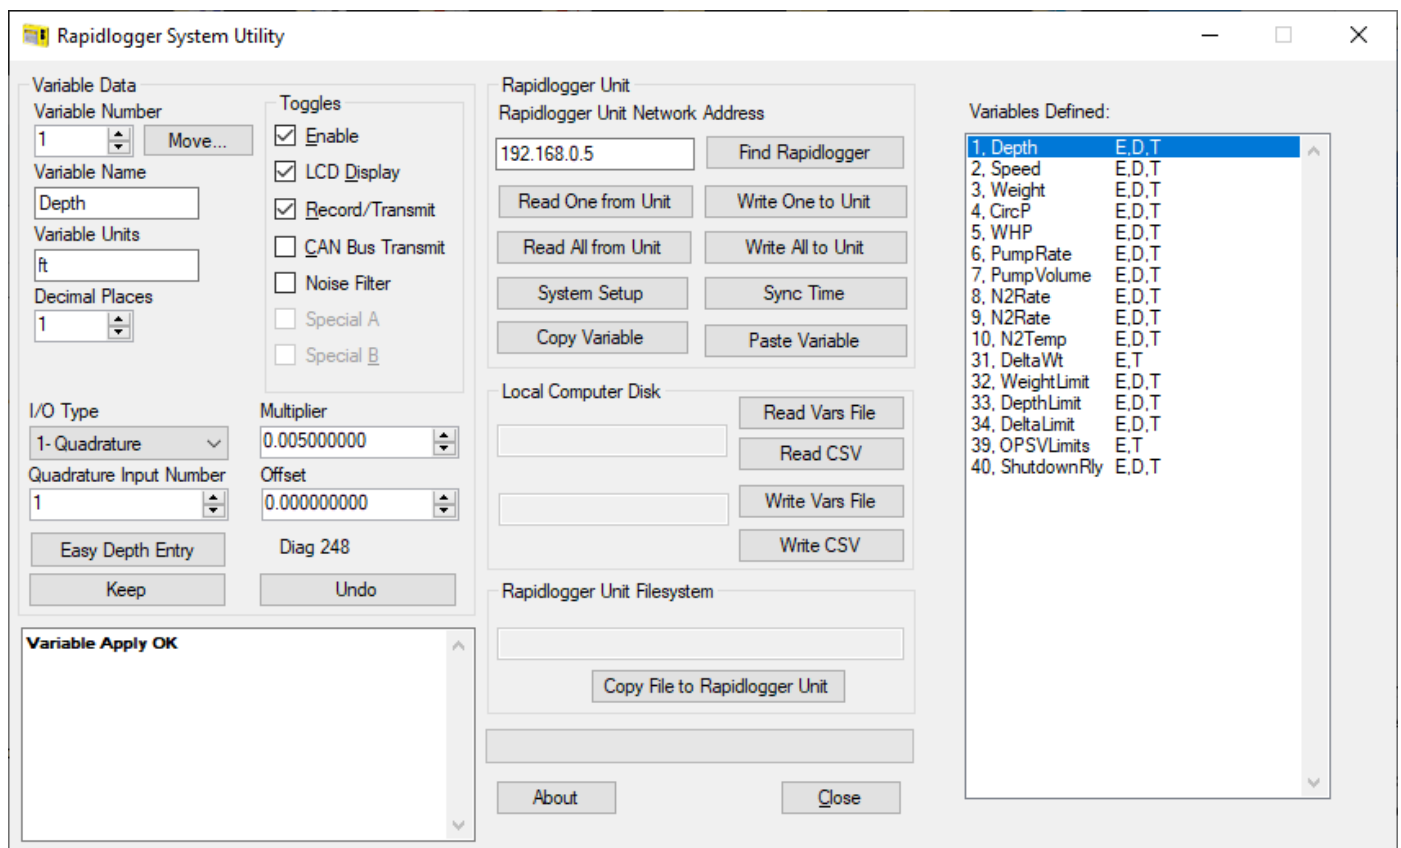 Rapidlogger System Utility
Variable Data
Variable Number
1
Move...
Variable Name
Depth
Variable Units
ft
Decimal Places
1
Toggles
Enable
LCD Display
Record/Transmit
CAN Bus Transmit
Noise Filter
Special A
Special B
I/O Type
1- Quadrature
Multiplier
0.005000000
Quadrature Input Number
1
Offset
0.000000000
Easy Depth Entry
Diag 248
Keep
Undo
Variable Apply OK
Rapidlogger Unit
Rapidlogger Unit Network Address
192.168.0.5
Find Rapidlogger
Read One from Unit
Write One to Unit
Read All from Unit
Write All to Unit
System Setup
Sync Time
Copy Variable
Paste Variable
Local Computer Disk
Read Vars File
Read CSV
Write Vars File
Write CSV
Rapidlogger Unit Filesystem
Copy File to Rapidlogger Unit
About
Close
Variables Defined:
1, Depth E,D,T
2, Speed E,D,T
3, Weight E,D,T
4, CircP E,D,T
5, WHP E,D,T
6, PumpRate E,D,T
7, PumpVolume E,D,T
8, N2Rate E,D,T
9, N2Rate E,D,T
10, N2Temp E,D,T
31, DeltaWt E,T
32, WeightLimit E,D,T
33, DepthLimit E,D,T
34, DeltaLimit E,D,T
39, OPSVLimits E,T
40, ShutdownRly E,D,T